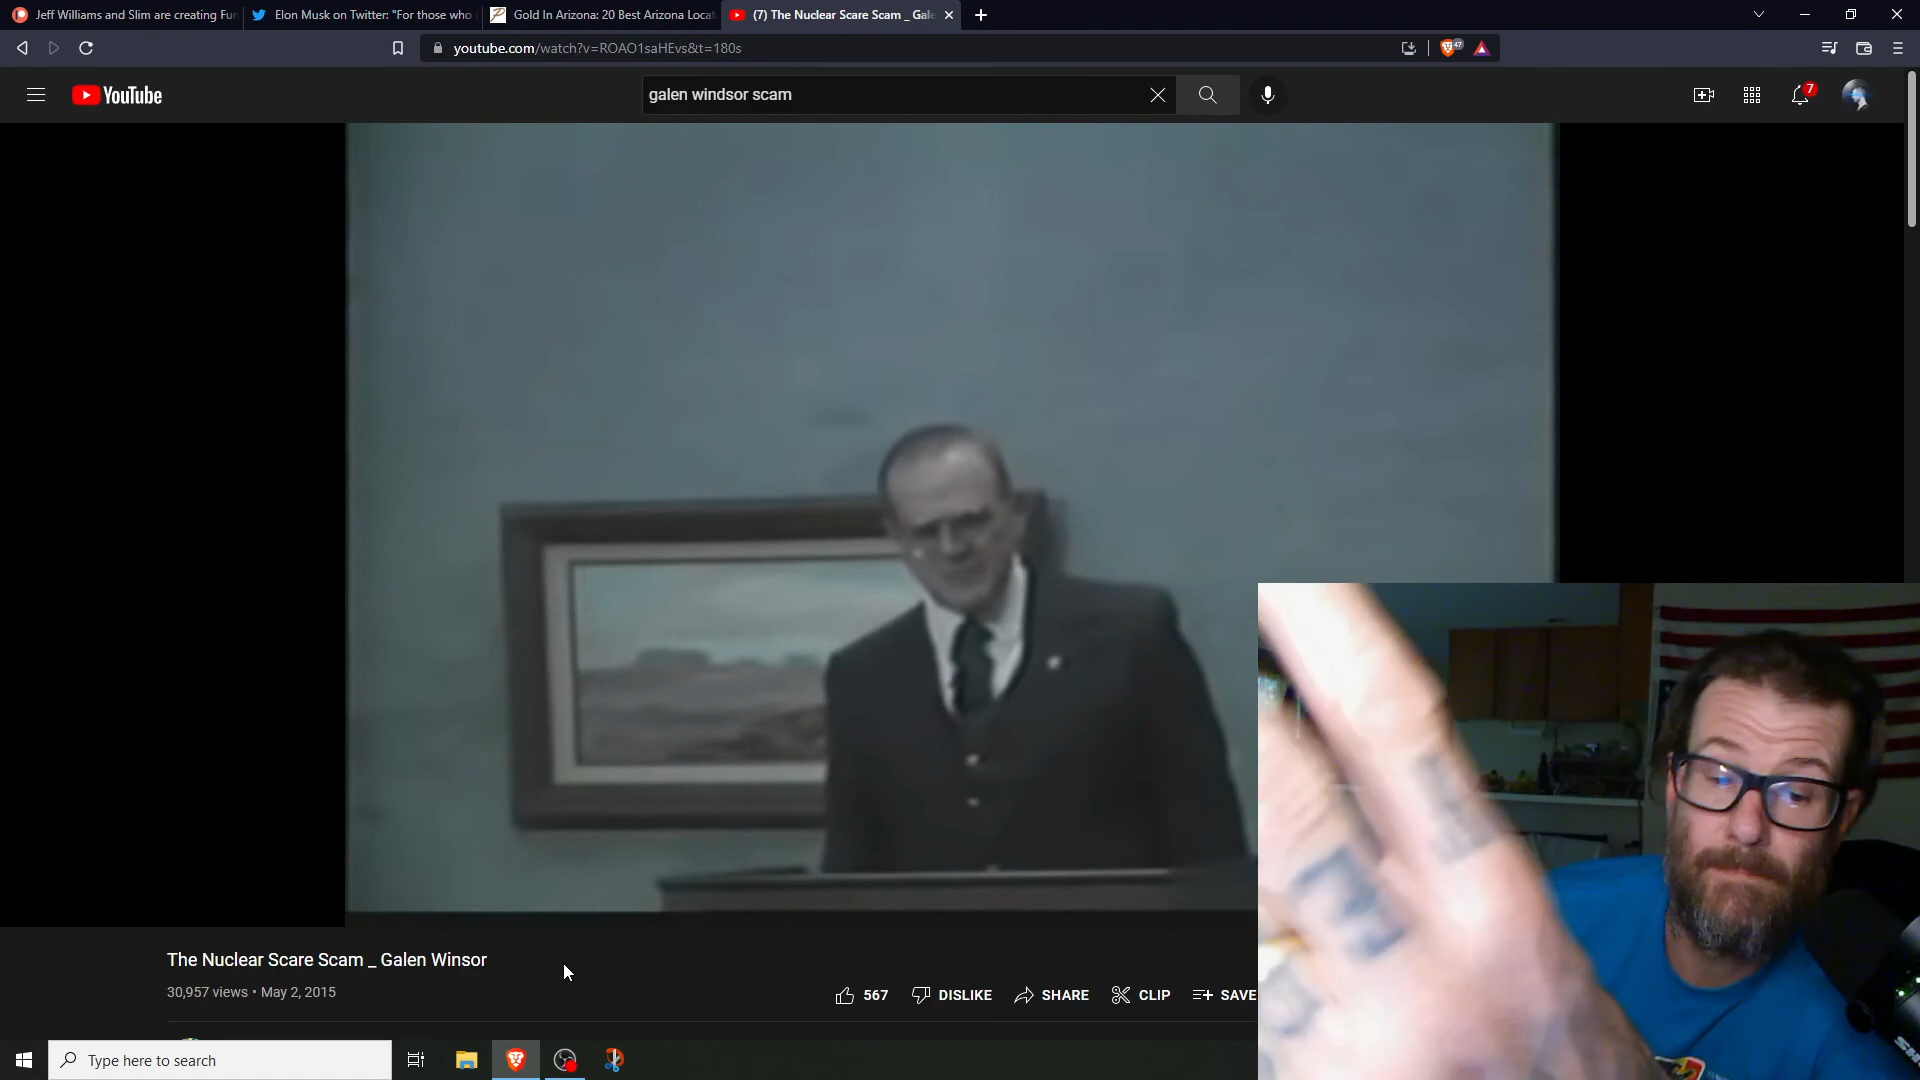 Jeff Williams and Slim are creating Fun
Elon Musk on Twitter: "For those who
Gold In Arizona: 20 Best Arizona Locat
(7) The Nuclear Scare Scam _ Gale
youtube.com/watch?v=ROAO1saHEvs&t=180s
47
YouTube
galen windsor scam
7
The Nuclear Scare Scam _ Galen Winsor
30,957 views • May 2, 2015
567
DISLIKE
SHARE
CLIP
SAVE
Type here to search